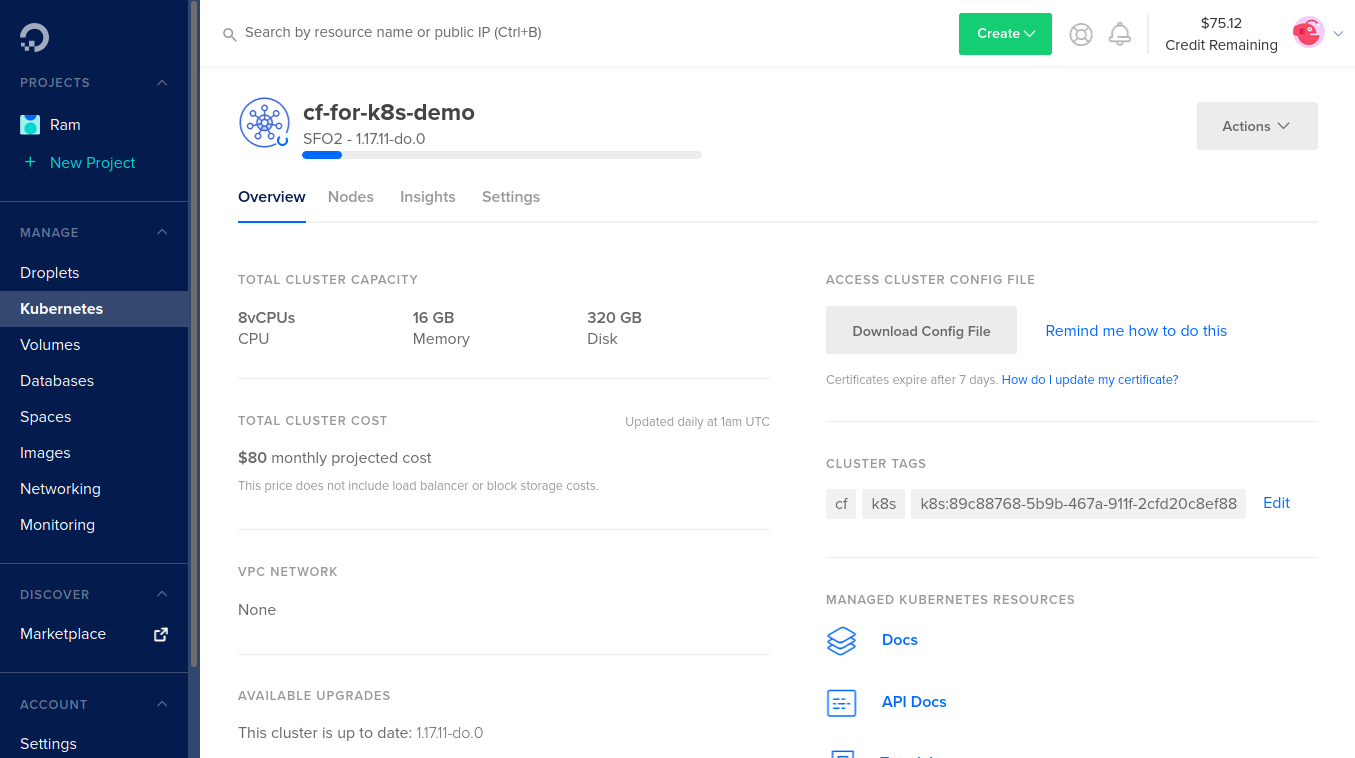 PROJECTS
Ram
+ New Project
MANAGE
Droplets
Kubernetes
Volumes
Databases
Spaces
Images
Networking
Monitoring
DISCOVER
Marketplace
ACCOUNT
Settings
Search by resource name or public IP (Ctrl+B)
Create
$75.12
Credit Remaining
cf-for-k8s-demo
SFO2 - 1.17.11-do.0
Actions
Overview Nodes Insights Settings
TOTAL CLUSTER CAPACITY
8vCPUs 16 GB 320 GB
CPU Memory Disk
TOTAL CLUSTER COST Updated daily at 1am UTC
$80 monthly projected cost
This price does not include load balancer or block storage costs.
VPC NETWORK
None
AVAILABLE UPGRADES
This cluster is up to date: 1.17.11-do.0
ACCESS CLUSTER CONFIG FILE
Download Config File Remind me how to do this
Certificates expire after 7 days. How do I update my certificate?
CLUSTER TAGS
cf k8s k8s:89c88768-5b9b-467a-911f-2cfd20c8ef88 Edit
MANAGED KUBERNETES RESOURCES
Docs
API Docs